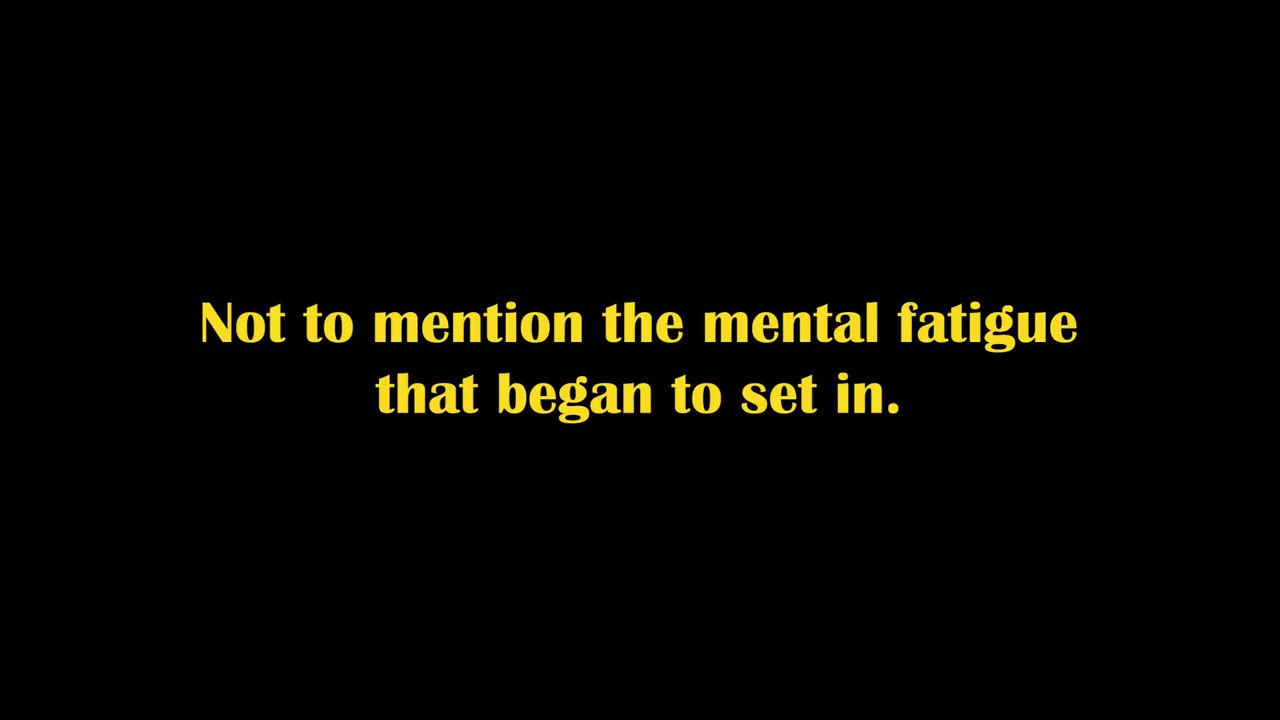 Not to mention the mental fatigue
that began to set in.